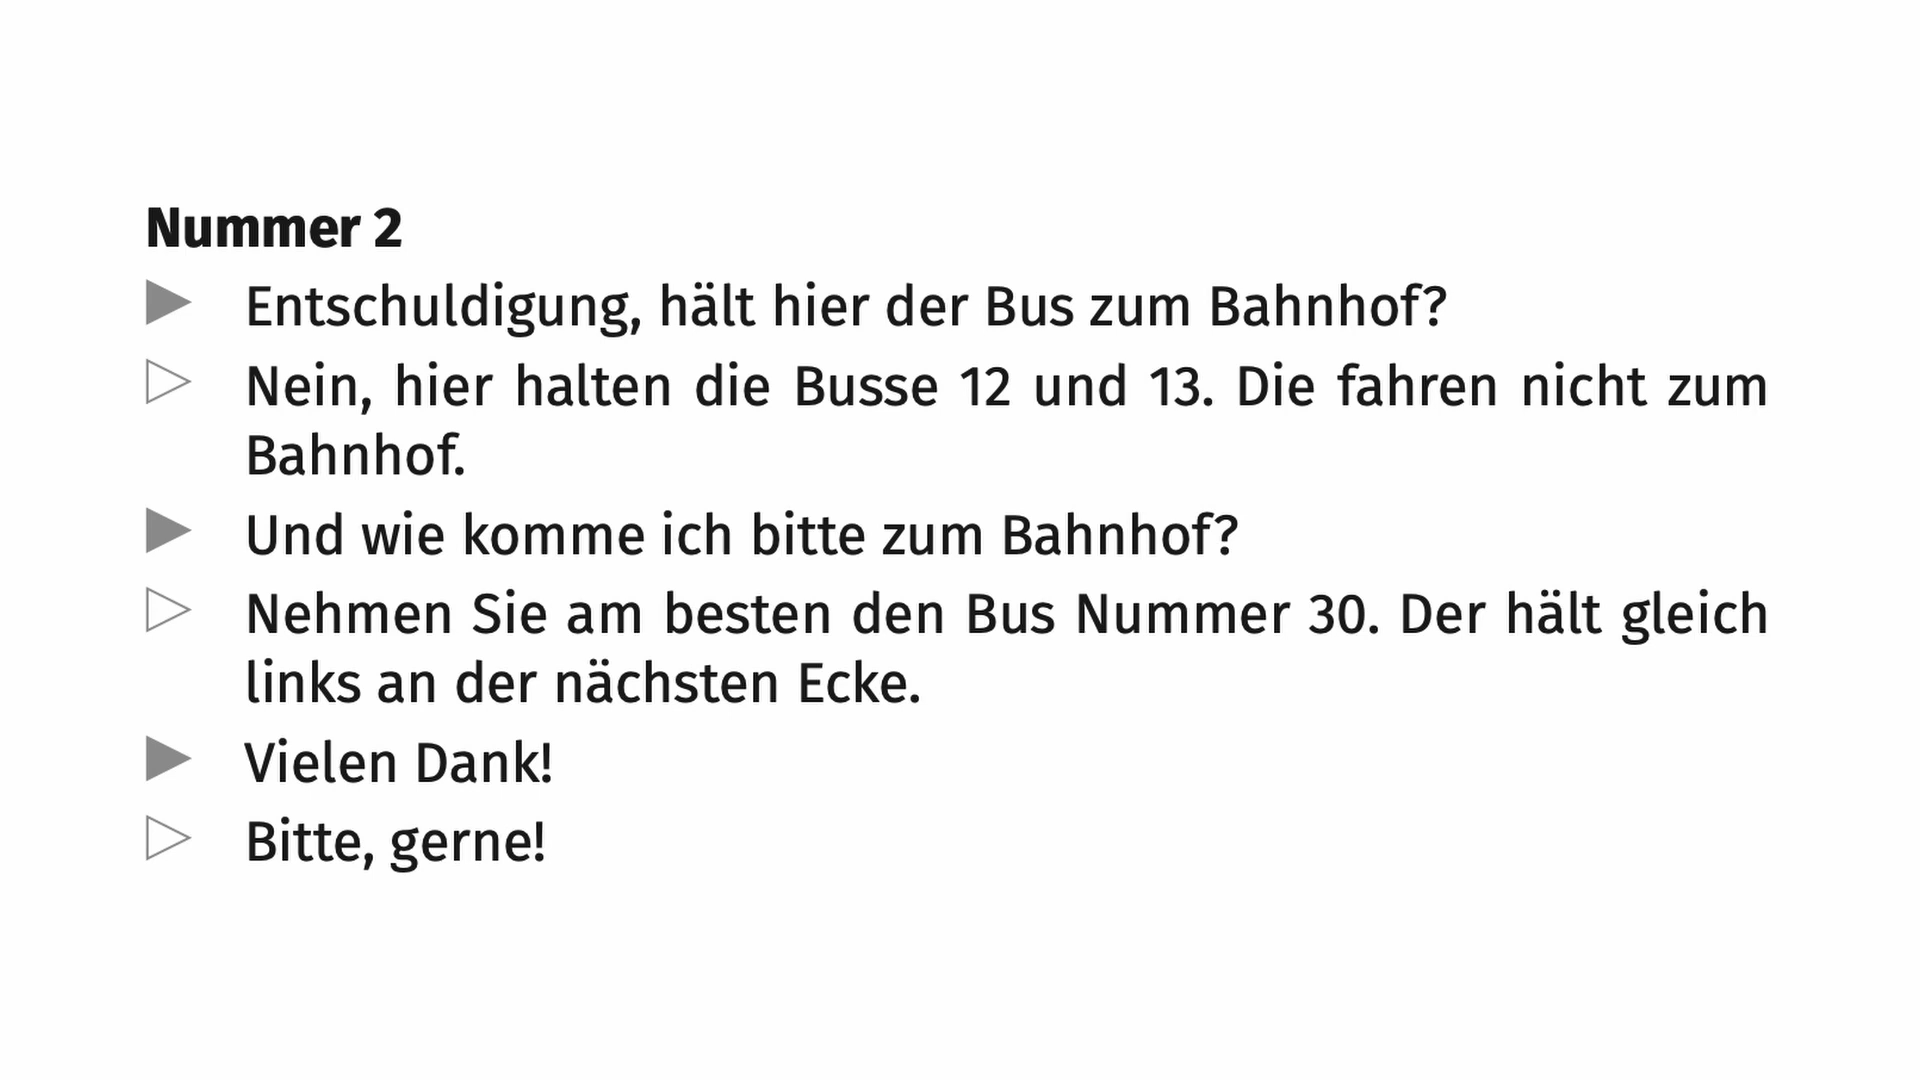 Nummer 2
Entschuldigung, hält hier der Bus zum Bahnhof?
Nein, hier halten die Busse 12 und 13. Die fahren nicht zum
Bahnhof.
Und wie komme ich bitte zum Bahnhof?
Nehmen Sie am besten den Bus Nummer 30. Der hält gleich
links an der nächsten Ecke.
Vielen Dank!
Bitte, gerne!